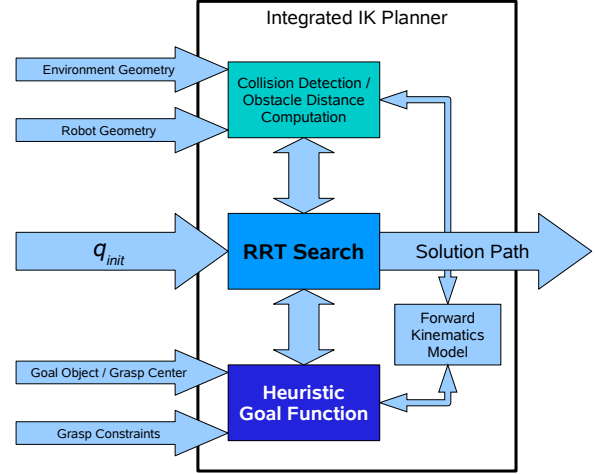 Integrated IK Planner
Environment Geometry
Collision Detection /
Obstacle Distance
Computation
Robot Geometry
q_init
RRT Search
Solution Path
Forward
Kinematics
Model
Goal Object / Grasp Center
Heuristic
Goal Function
Grasp Constraints